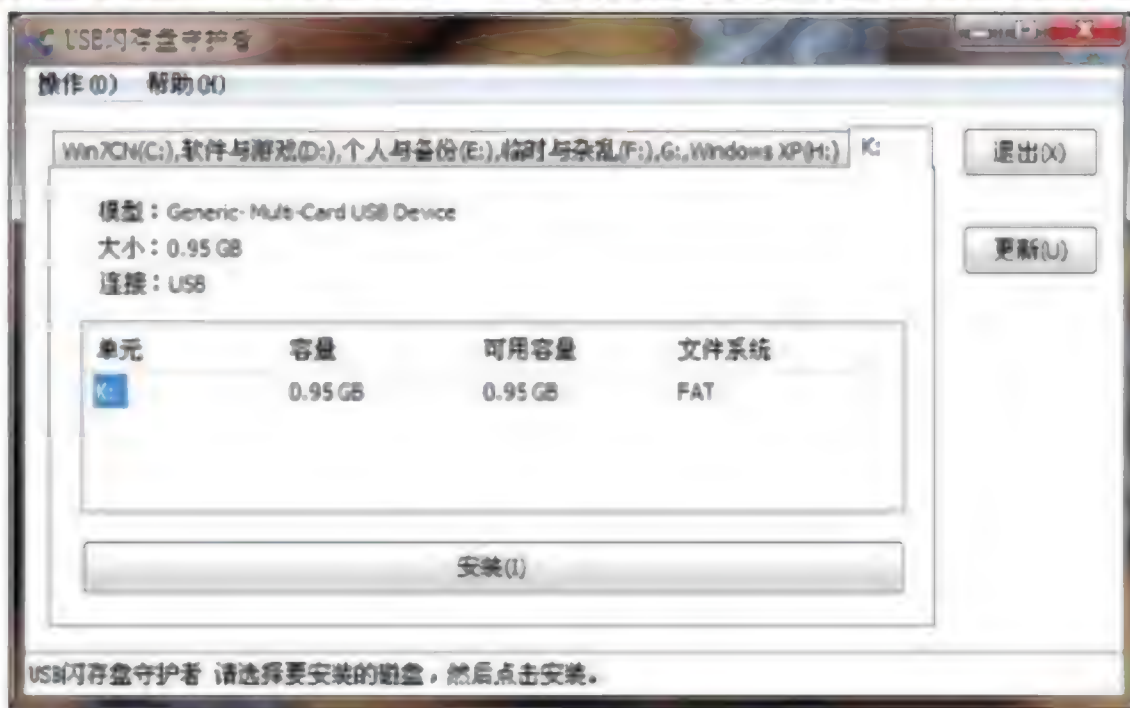 USB闪存盘守护者
操作(O) 帮助(H)
Win7CN(C:),软件与游戏(D:),个人与备份(E:),临时与杂乱(F:),G:,Windows XP(H:) K:
退出(X)
模型：Generic- Multi-Card USB Device
大小：0.95 GB
更新(U)
连接：USB
单元 容量 可用容量 文件系统
K: 0.95 GB 0.95 GB FAT
安装(I)
USB闪存盘守护者 请选择要安装的磁盘，然后点击安装。